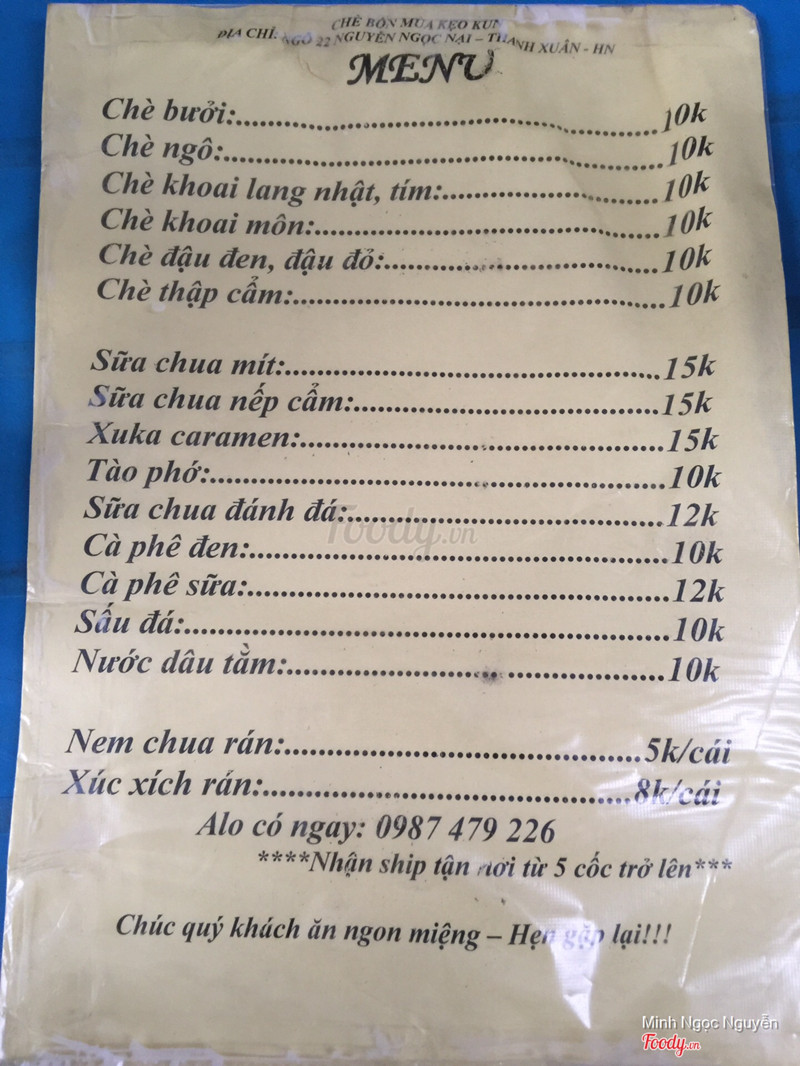 CHÈ BỐN MÙA KẸO KUN
ĐỊA CHỈ: NGÕ 22 NGUYỄN NGỌC NẠI – THANH XUÂN - HN
MENU
Chè bưởi:..........10k
Chè ngô:..........10k
Chè khoai lang nhật, tím:..........10k
Chè khoai môn:..........10k
Chè đậu đen, đậu đỏ:..........10k
Chè thập cẩm:..........10k
Sữa chua mít:..........15k
Sữa chua nếp cẩm:..........15k
Xuka caramen:..........15k
Tào phớ:..........10k
Sữa chua đánh đá:..........12k
Cà phê đen:..........10k
Cà phê sữa:..........12k
Sấu đá:..........10k
Nước dâu tằm:..........10k
Nem chua rán:..........5k/cái
Xúc xích rán:..........8k/cái
Alo có ngay: 0987 479 226
****Nhận ship tận nơi từ 5 cốc trở lên***
Chúc quý khách ăn ngon miệng – Hẹn gặp lại!!!
Foody.vn
Minh Ngọc Nguyễn
Foody.vn